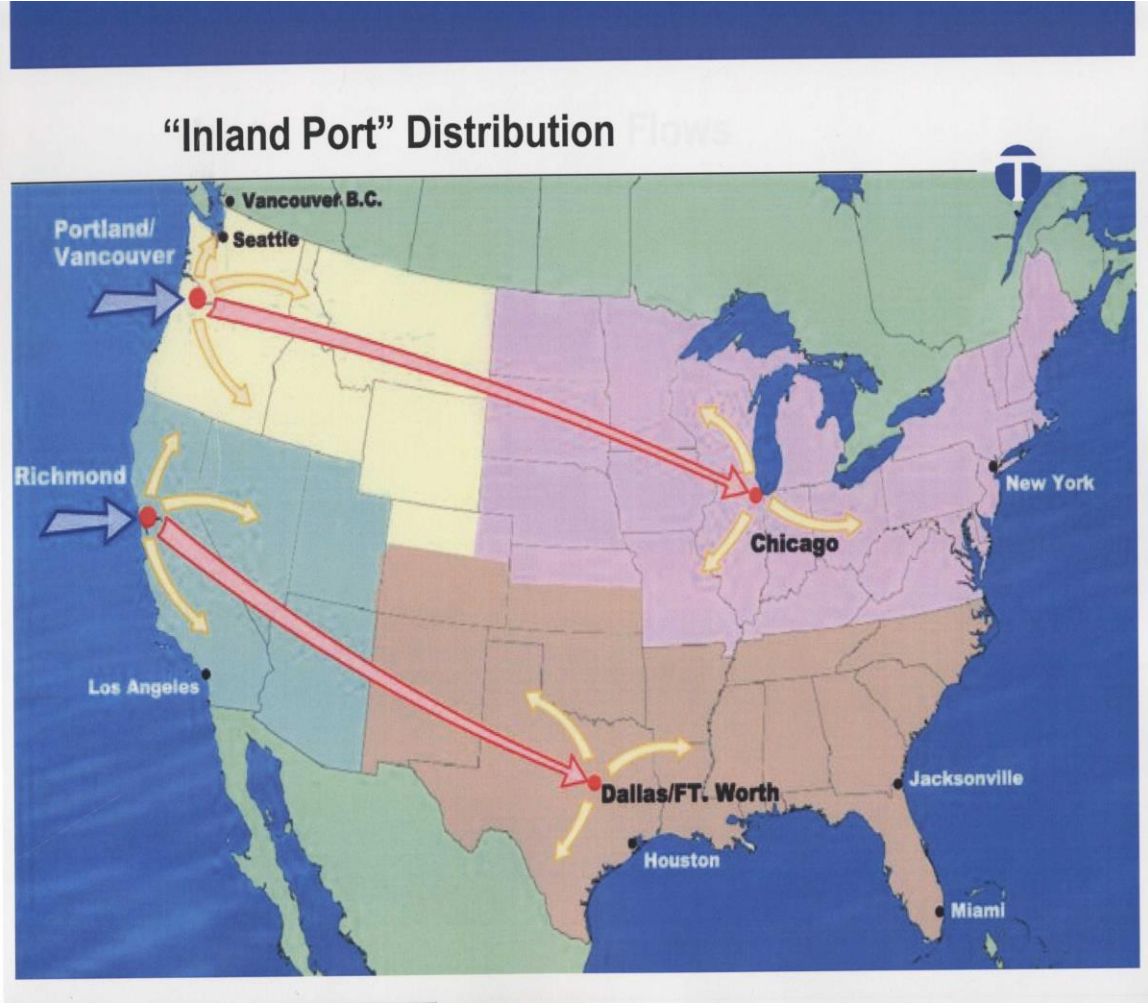 “Inland Port” Distribution
Flows
T
Vancouver B.C.
Portland/
Vancouver
Seattle
Richmond
New York
Chicago
Los Angeles
Jacksonville
Dallas/FT. Worth
Houston
Miami